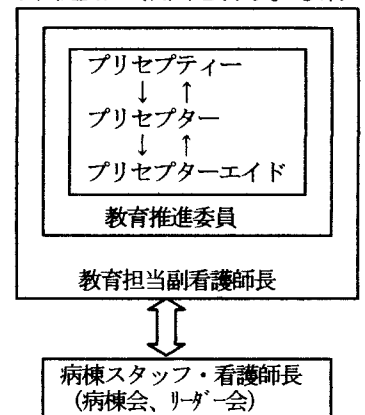 プリセプティー
↓ ↑
プリセプター
↓ ↑
プリセプターエイド
教育推進委員
教育担当副看護師長
病棟スタッフ・看護師長
(病棟会、リーダー会)